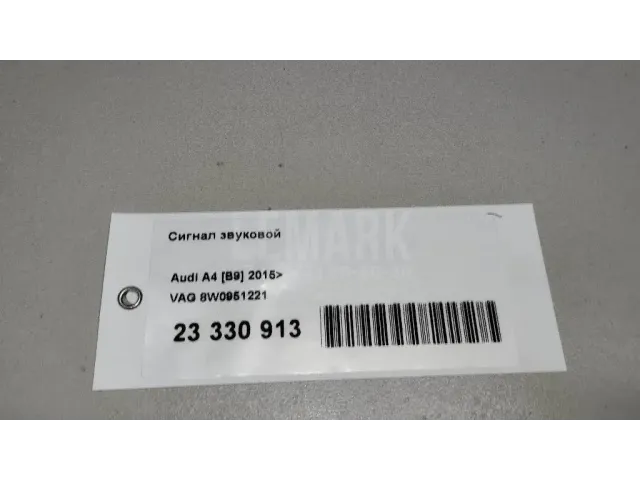 Сигнал звуковой
Audi A4 [B9] 2015>
VAG 8W0951221
23 330 913